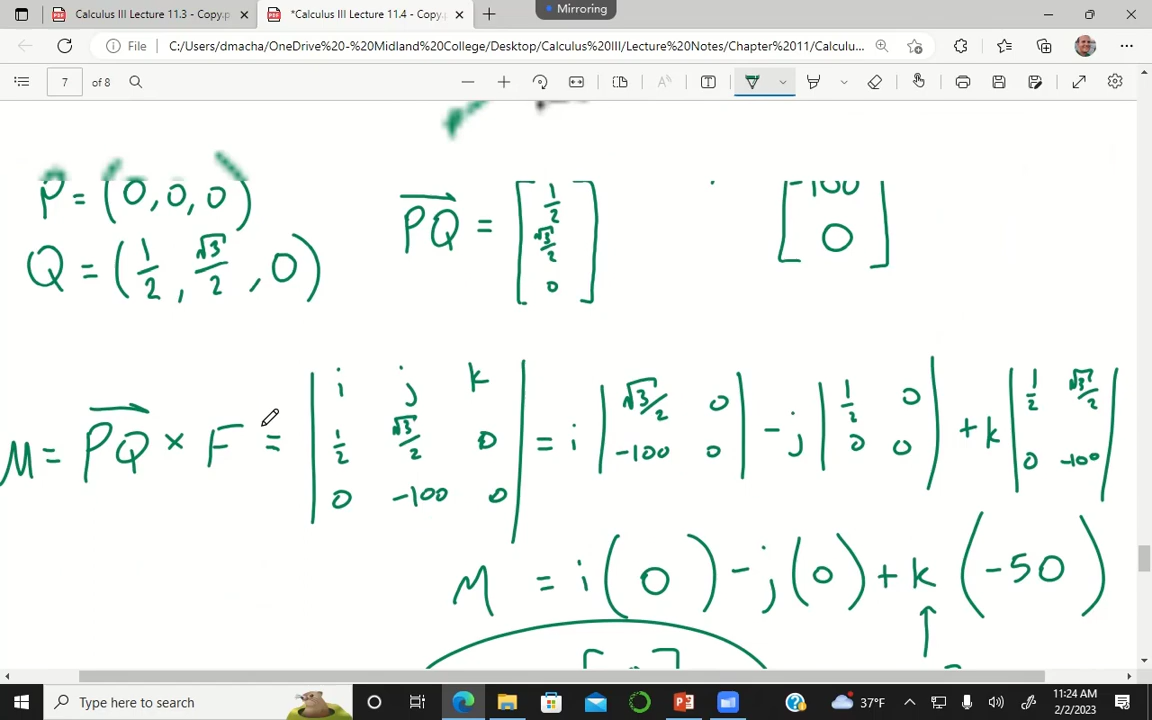 Mirroring
Calculus III Lecture 11.3 - Copy.p
*Calculus III Lecture 11.4 - Copy.
File
C:/Users/dmacha/OneDrive%20-%20Midland%20College/Desktop/Calculus%20III/Lecture%20Notes/Chapter%2011/Calculu...
7 of 8
P = (0, 0, 0)
Q = (1/2, √3/2, 0)
PQ = [ 1/2 √3/2 0 ]
[ -100 0 ]
M = PQ × F = | i j k |
| 1/2 √3/2 0 |
| 0 -100 0 |
= i | √3/2 0 |
| -100 0 |
- j | 1/2 0 |
| 0 0 |
+ k | 1/2 √3/2 |
| 0 -100 |
M = i(0) - j(0) + k(-50)
Type here to search
37°F
11:24 AM
2/2/2023